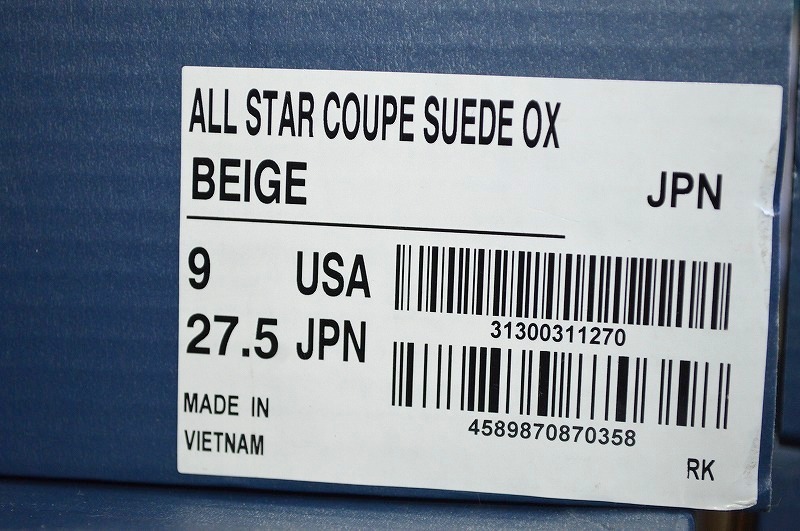 ALL STAR COUPE SUEDE OX
BEIGE JPN
9 USA
27.5 JPN
31300311270
MADE IN
VIETNAM
4589870870358
RK